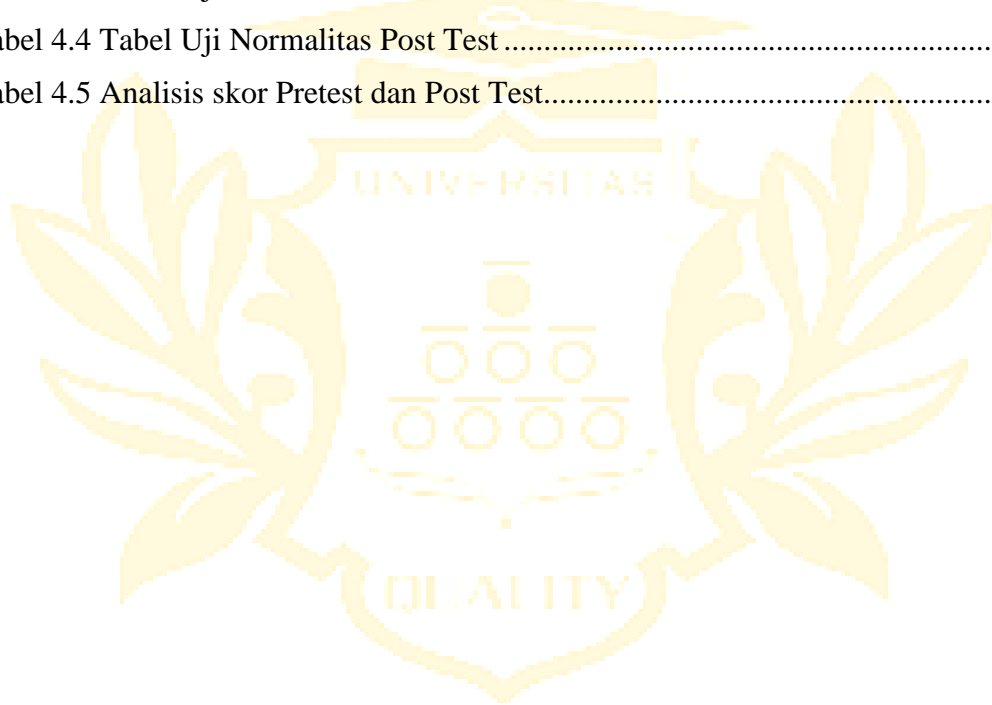 abel 4.4 Tabel Uji Normalitas Post Test ....................................................
abel 4.5 Analisis skor Pretest dan Post Test................................................
UNIVERSITAS
QUALITY